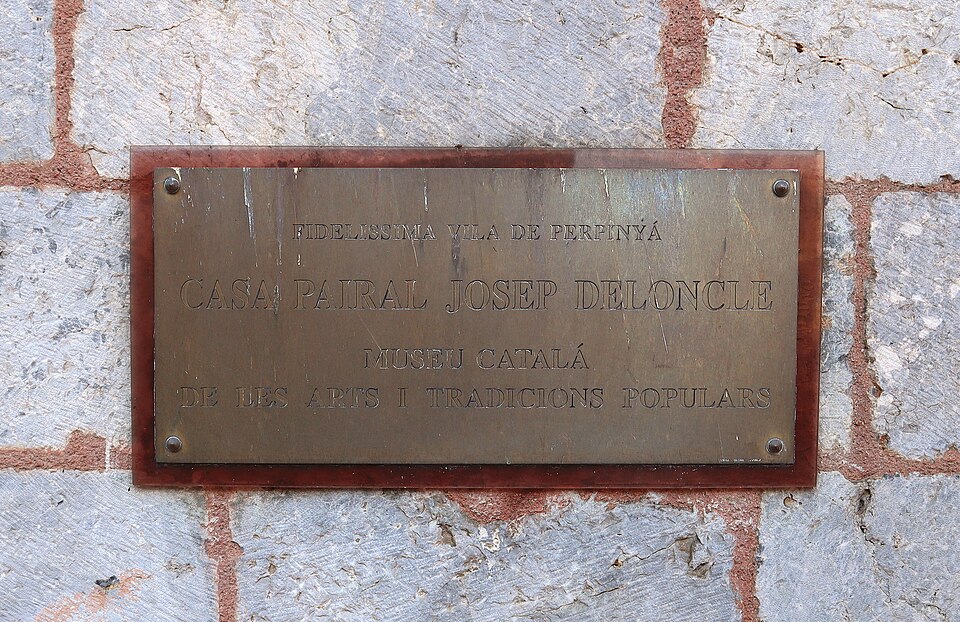 FIDELISSIMA VILA DE PERPINYÁ
CASA PAIRAL JOSEP DELONCLE
MUSEU CATALÁ
DE LES ARTS I TRADICIONS POPULARS